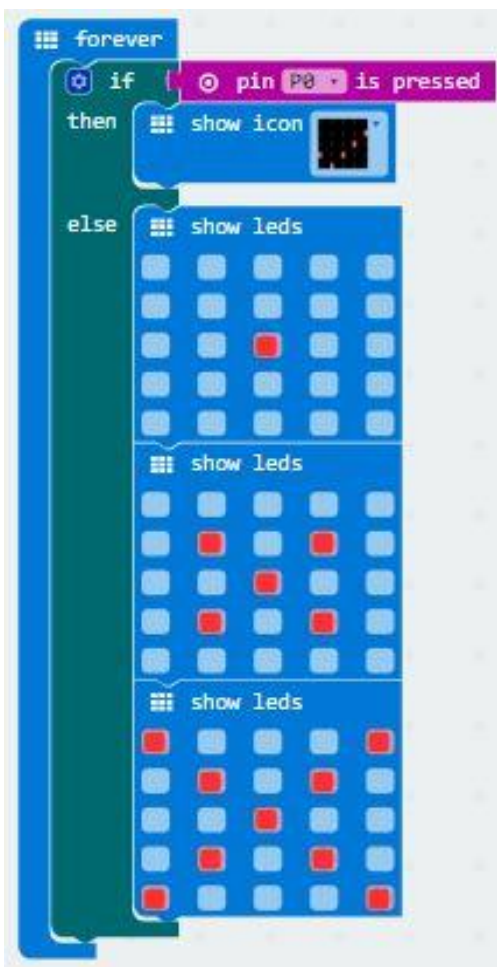 forever
if pin P0 is pressed
then show icon
else show leds
show leds
show leds